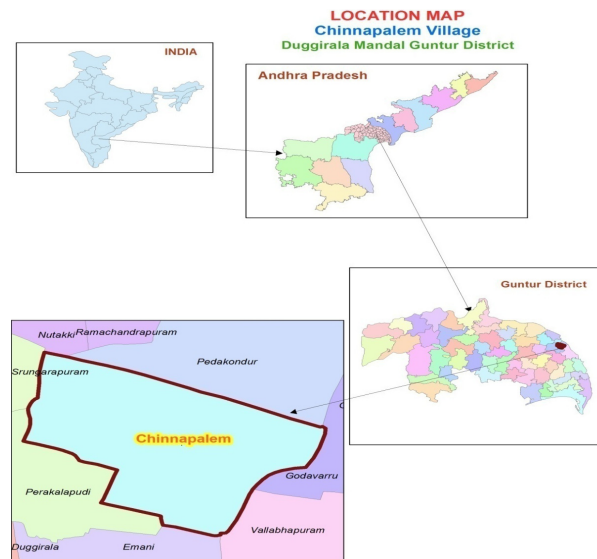 LOCATION MAP
Chinnapalem Village
Duggirala Mandal Guntur District
INDIA
Andhra Pradesh
Guntur District
Nutakki
Ramachandrapuram
Pedakondur
Srungarapuram
Chinnapalem
Godavarru
Perakalapudi
Vallabhapuram
Duggirala
Emani